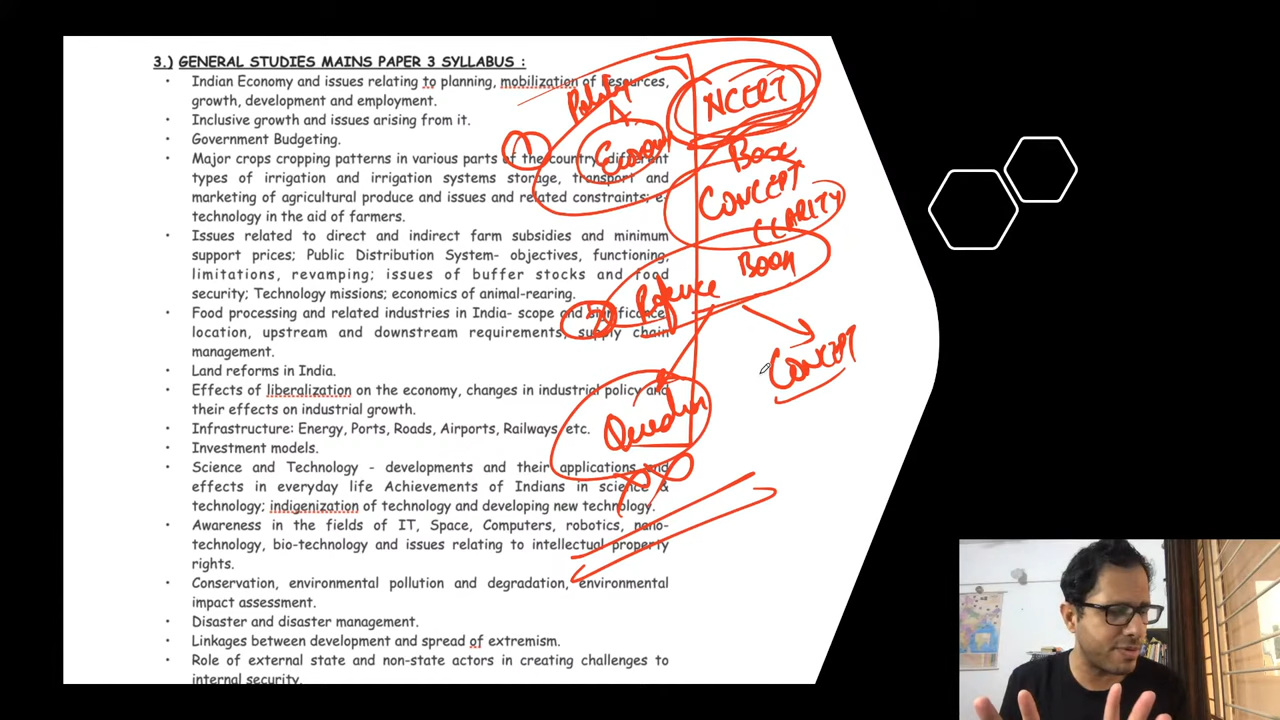 3.) GENERAL STUDIES MAINS PAPER 3 SYLLABUS :
• Indian Economy and issues relating to planning, mobilization of resources,
growth, development and employment.
• Inclusive growth and issues arising from it.
• Government Budgeting.
• Major crops cropping patterns in various parts of the country, different
types of irrigation and irrigation systems storage, transport and
marketing of agricultural produce and issues and related constraints; e-
technology in the aid of farmers.
• Issues related to direct and indirect farm subsidies and minimum
support prices; Public Distribution System- objectives, functioning,
limitations, revamping; issues of buffer stocks and food
security; Technology missions; economics of animal-rearing.
• Food processing and related industries in India- scope and significance,
location, upstream and downstream requirements, supply chain
management.
• Land reforms in India.
• Effects of liberalization on the economy, changes in industrial policy and
their effects on industrial growth.
• Infrastructure: Energy, Ports, Roads, Airports, Railways, etc.
• Investment models.
• Science and Technology - developments and their applications and
effects in everyday life Achievements of Indians in science &
technology; indigenization of technology and developing new technology.
• Awareness in the fields of IT, Space, Computers, robotics, nano-
technology, bio-technology and issues relating to intellectual property
rights.
• Conservation, environmental pollution and degradation, environmental
impact assessment.
• Disaster and disaster management.
• Linkages between development and spread of extremism.
• Role of external state and non-state actors in creating challenges to
internal security.
Polity
1
NCERT
Base
CONCEPT
CLARITY
2
BOOK
CONCEPT